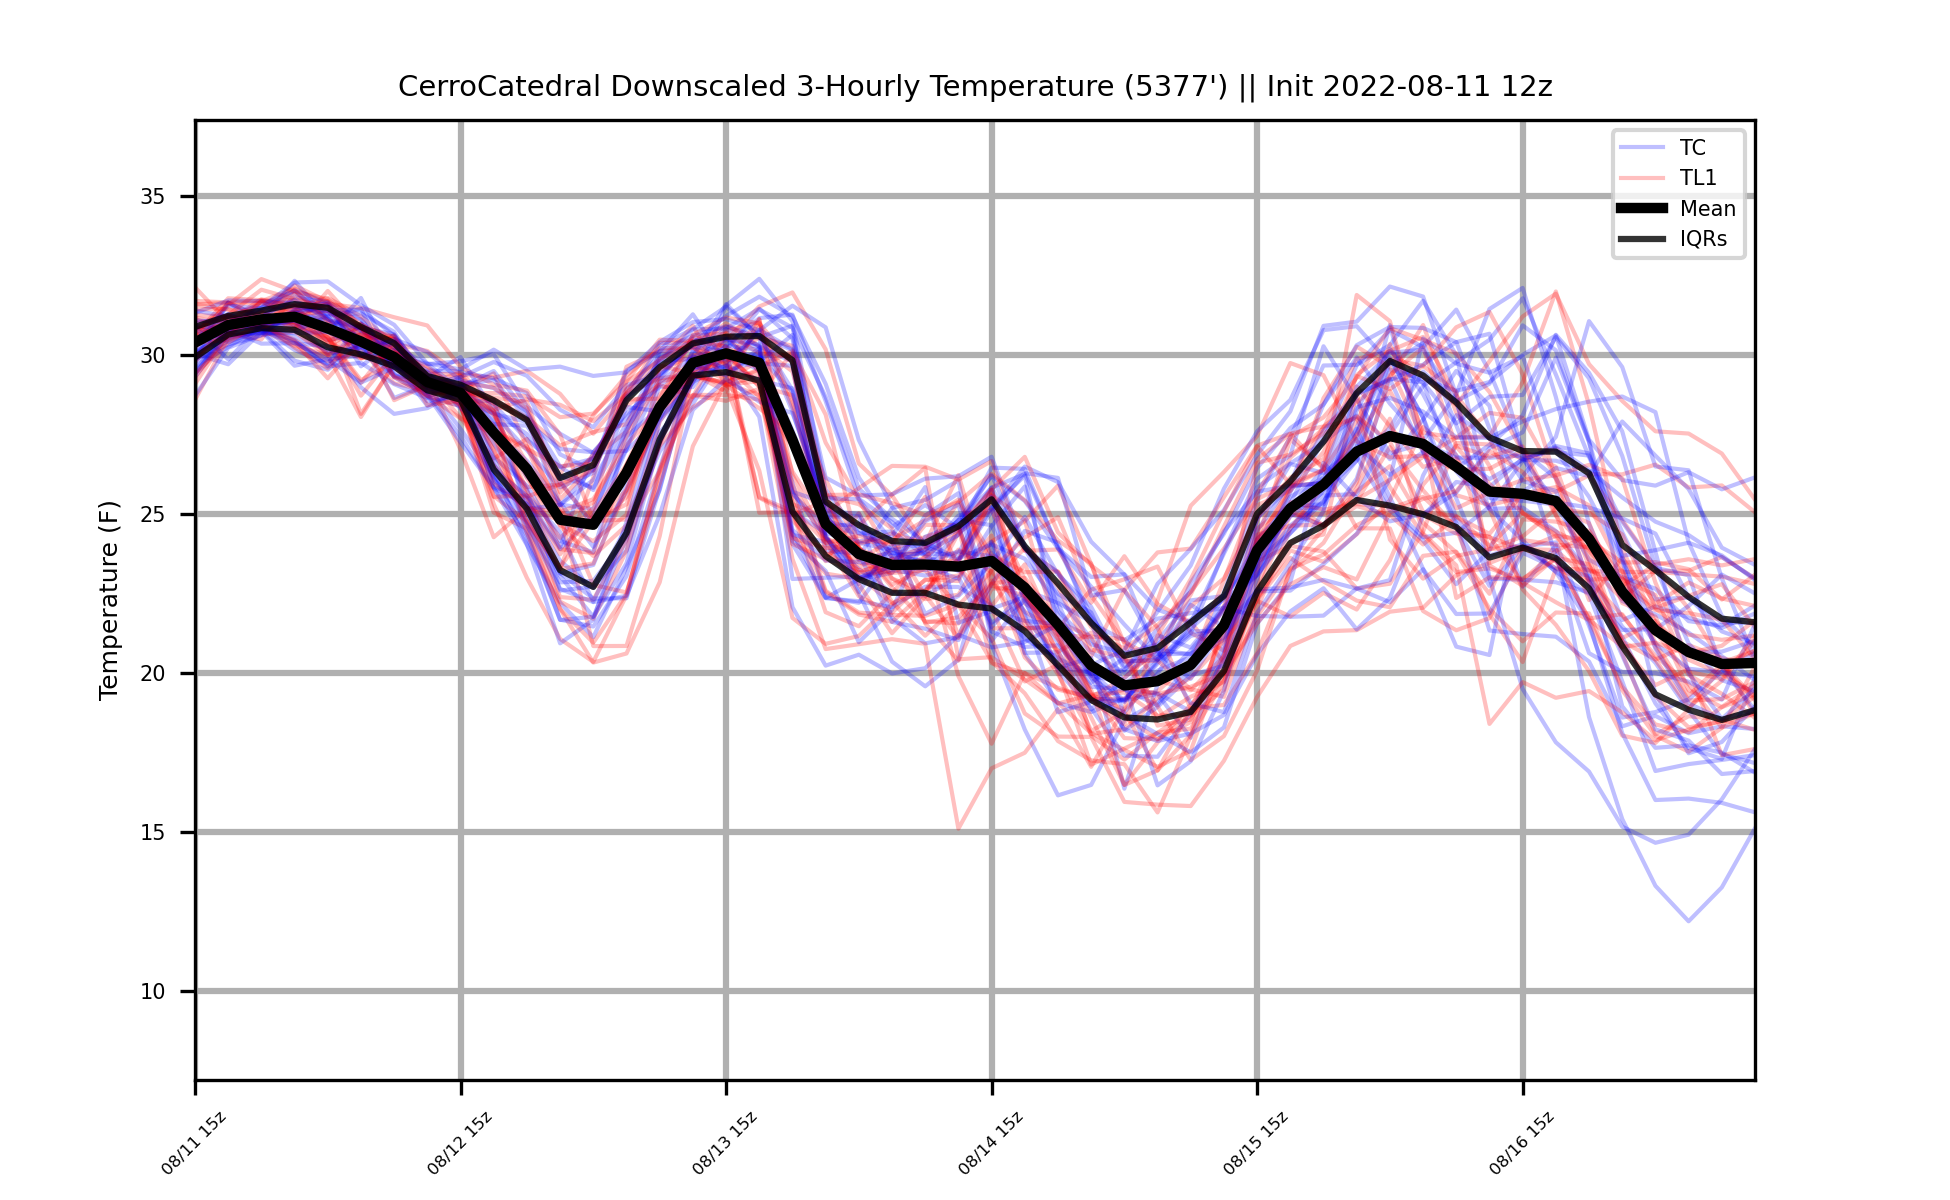 CerroCatedral Downscaled 3-Hourly Temperature (5377') || Init 2022-08-11 12z
TC
TL1
Mean
IQRs
Temperature (F)
35
30
25
20
15
10
08/11 15z
08/12 15z
08/13 15z
08/14 15z
08/15 15z
08/16 15z